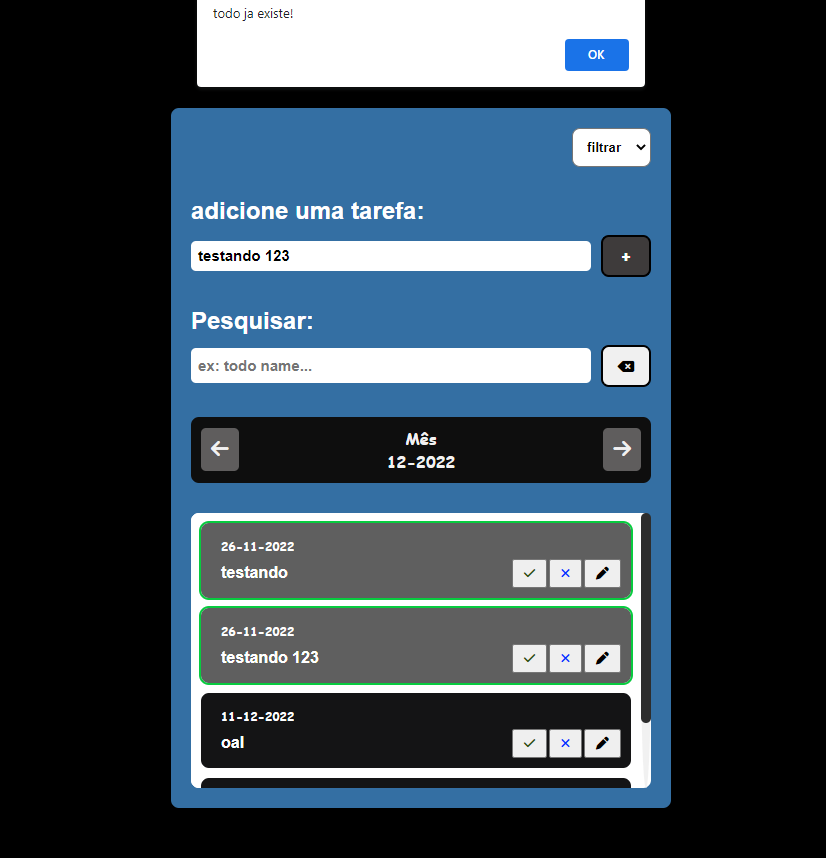 todo ja existe!
OK
filtrar
adicione uma tarefa:
testando 123
+
Pesquisar:
ex: todo name...
Mês
12-2022
26-11-2022
testando
26-11-2022
testando 123
11-12-2022
oal